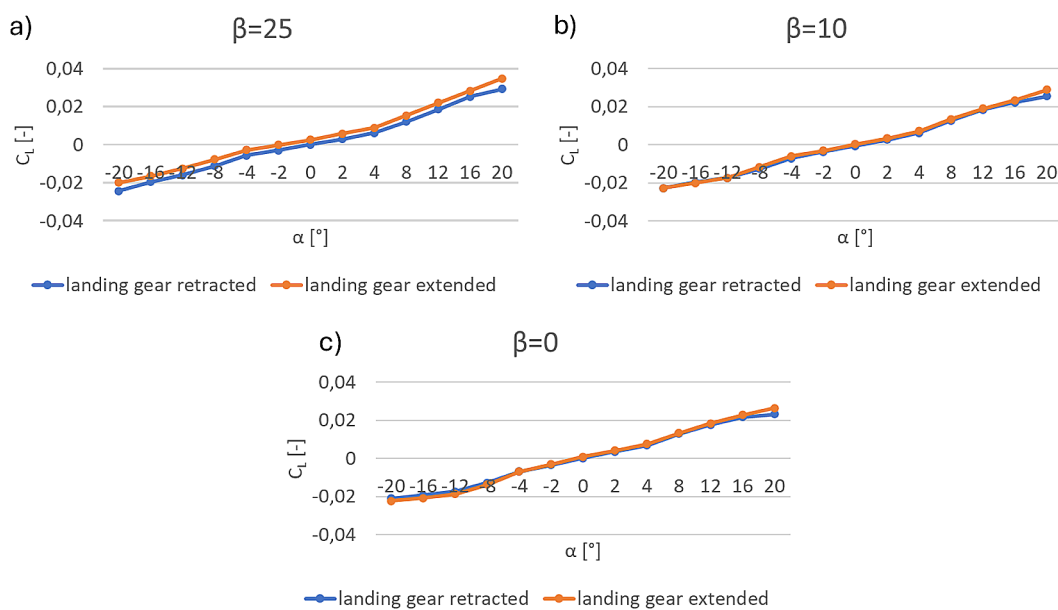 a)
β=25
0,04
0,02
0
-0,02
-0,04
C_L [-]
-20 -16 -12 -8 -4 -2 0 2 4 8 12 16 20
α [°]
landing gear retracted landing gear extended
b)
β=10
0,04
0,02
0
-0,02
-0,04
C_L [-]
-20 -16 -12 -8 -4 -2 0 2 4 8 12 16 20
α [°]
landing gear retracted landing gear extended
c)
β=0
0,04
0,02
0
-0,02
-0,04
C_L [-]
-20 -16 -12 -8 -4 -2 0 2 4 8 12 16 20
α [°]
landing gear retracted landing gear extended